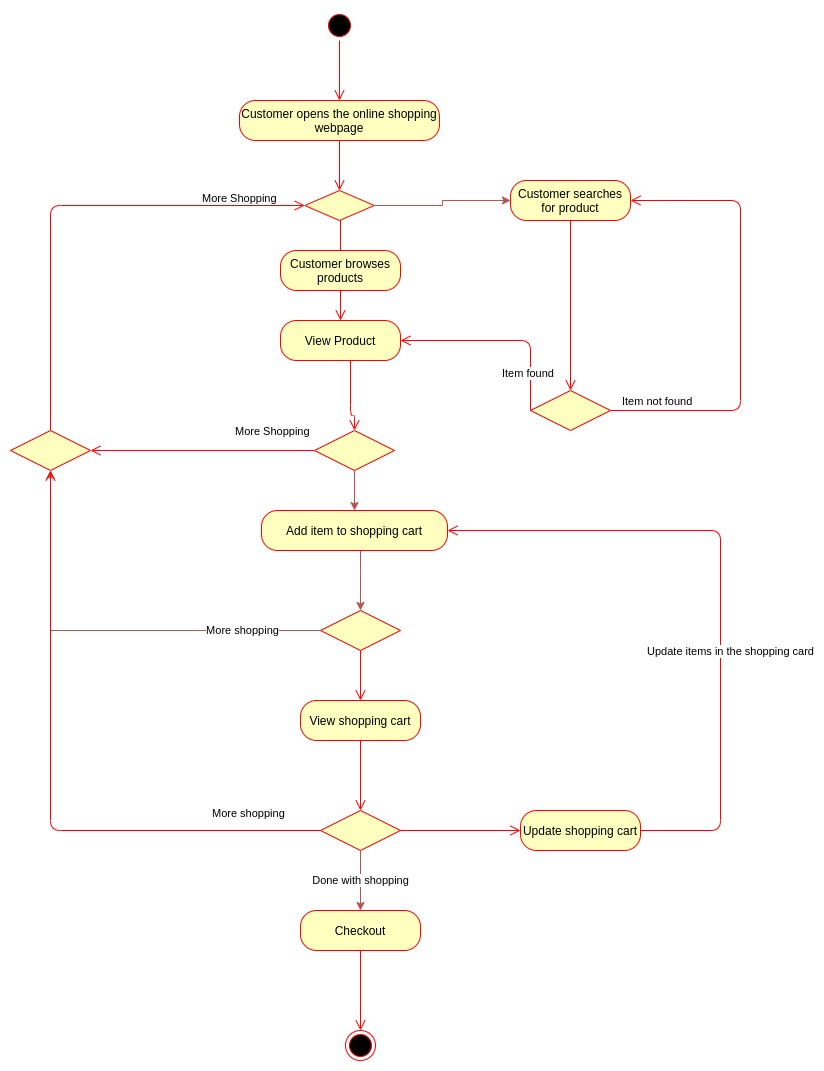 Customer opens the online shopping
webpage
More Shopping
Customer searches
for product
Customer browses
products
View Product
Item found
Item not found
More Shopping
Add item to shopping cart
More shopping
Update items in the shopping card
View shopping cart
More shopping
Update shopping cart
Done with shopping
Checkout